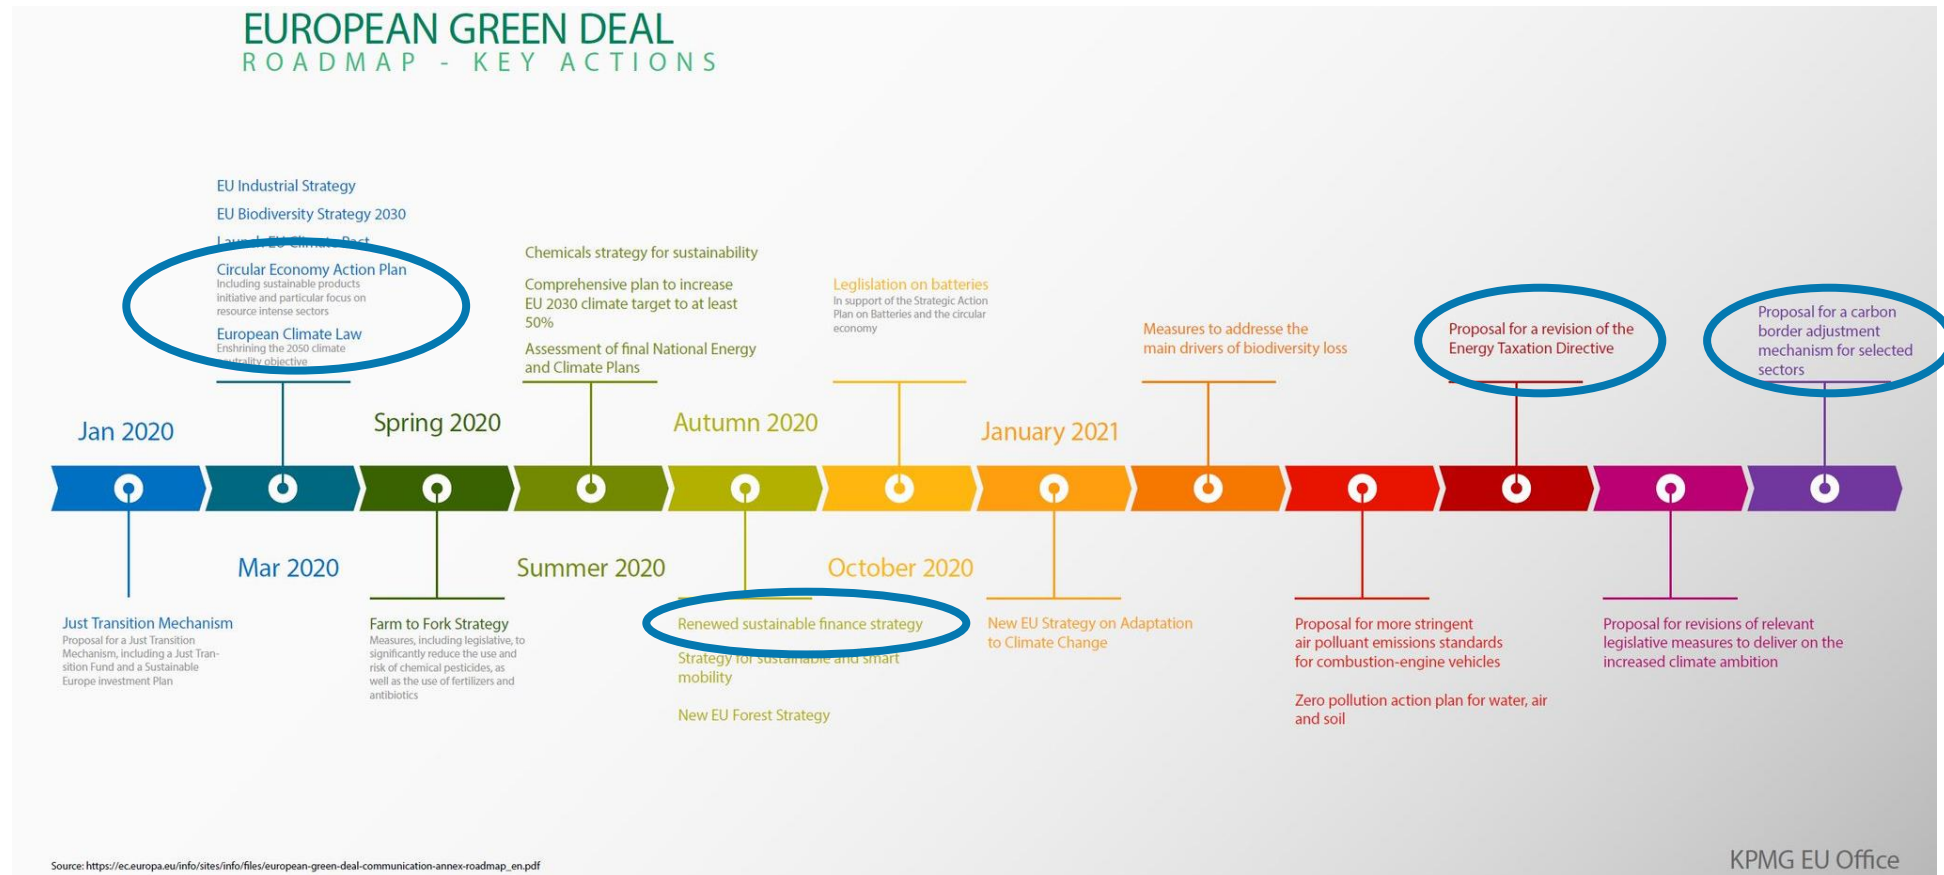 EUROPEAN GREEN DEAL
ROADMAP - KEY ACTIONS
EU Industrial Strategy
EU Biodiversity Strategy 2030
Launch EU Climate Pact
Circular Economy Action Plan
Including sustainable products
initiative and particular focus on
resource intense sectors
European Climate Law
Enshrining the 2050 climate
neutrality objective
Chemicals strategy for sustainability
Comprehensive plan to increase
EU 2030 climate target to at least
50%
Assessment of final National Energy
and Climate Plans
Leglislation on batteries
In support of the Strategic Action
Plan on Batteries and the circular
economy
Measures to addresse the
main drivers of biodiversity loss
Proposal for a revision of the
Energy Taxation Directive
Proposal for a carbon
border adjustment
mechanism for selected
sectors
Jan 2020
Spring 2020
Autumn 2020
January 2021
Mar 2020
Summer 2020
October 2020
Just Transition Mechanism
Proposal for a Just Transition
Mechanism, including a Just Tran-
sition Fund and a Sustainable
Europe investment Plan
Farm to Fork Strategy
Measures, including legislative, to
significantly reduce the use and
risk of chemical pesticides, as
well as the use of fertilizers and
antibiotics
Renewed sustainable finance strategy
Strategy for sustainable and smart
mobility
New EU Forest Strategy
New EU Strategy on Adaptation
to Climate Change
Proposal for more stringent
air polluant emissions standards
for combustion-engine vehicles
Zero pollution action plan for water, air
and soil
Proposal for revisions of relevant
legislative measures to deliver on the
increased climate ambition
Source: https://ec.europa.eu/info/sites/info/files/european-green-deal-communication-annex-roadmap_en.pdf
KPMG EU Office